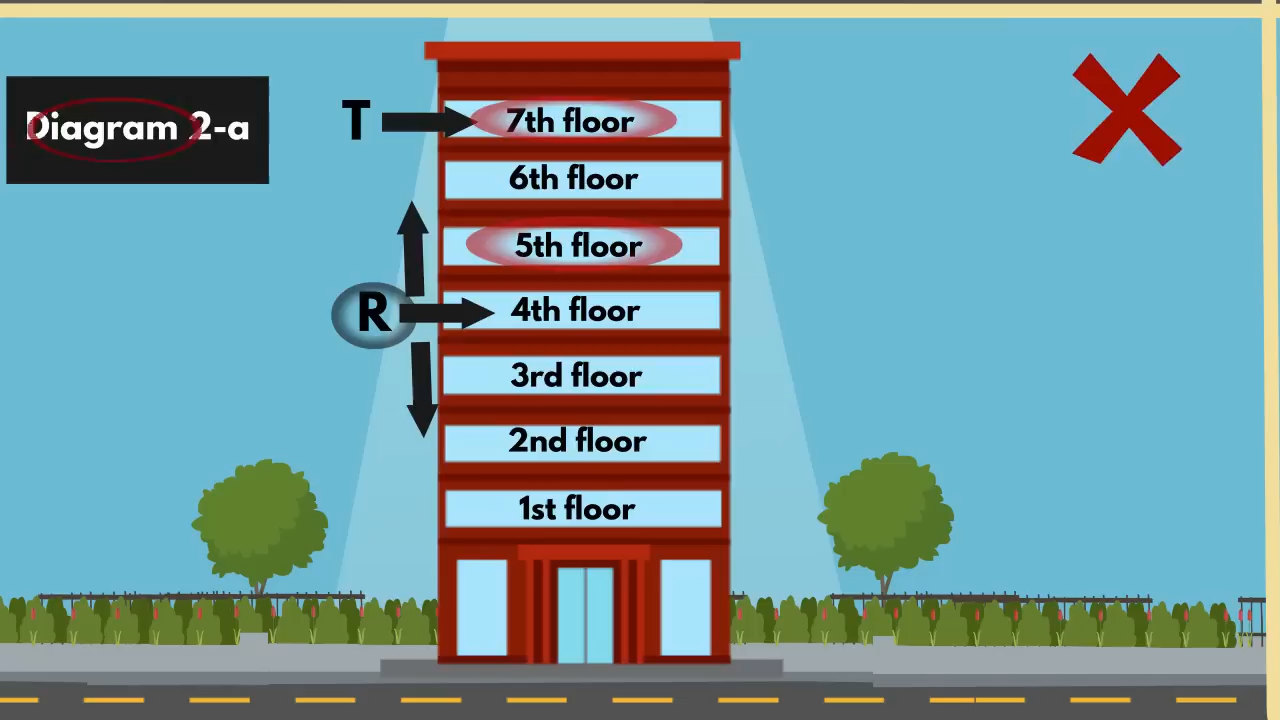 Diagram 2-a
T
7th floor
6th floor
5th floor
R
4th floor
3rd floor
2nd floor
1st floor